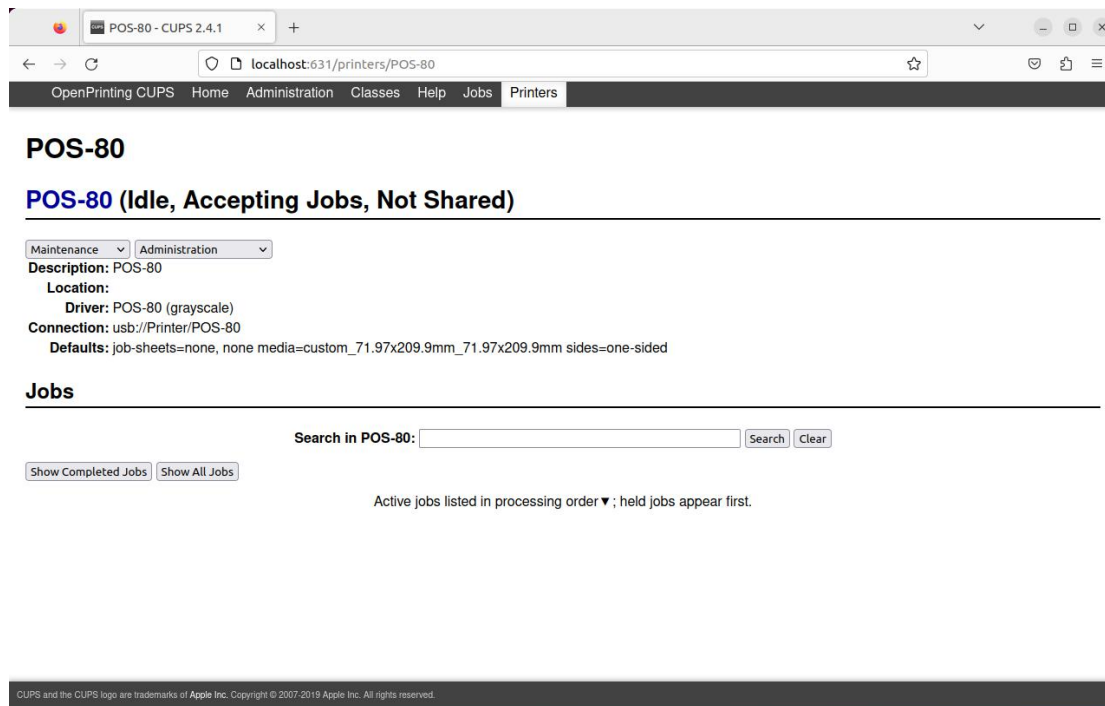 POS-80 - CUPS 2.4.1
localhost:631/printers/POS-80
OpenPrinting CUPS Home Administration Classes Help Jobs Printers
POS-80
POS-80 (Idle, Accepting Jobs, Not Shared)
Maintenance Administration
Description: POS-80
Location:
Driver: POS-80 (grayscale)
Connection: usb://Printer/POS-80
Defaults: job-sheets=none, none media=custom_71.97x209.9mm_71.97x209.9mm sides=one-sided
Jobs
Search in POS-80: Search Clear
Show Completed Jobs Show All Jobs
Active jobs listed in processing order▼; held jobs appear first.
CUPS and the CUPS logo are trademarks of Apple Inc. Copyright © 2007-2019 Apple Inc. All rights reserved.